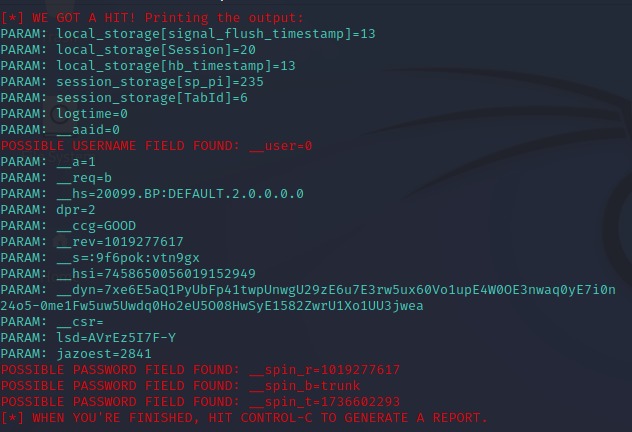 [*] WE GOT A HIT! Printing the output:
PARAM: local_storage[signal_flush_timestamp]=13
PARAM: local_storage[Session]=20
PARAM: local_storage[hb_timestamp]=13
PARAM: session_storage[sp_pi]=235
PARAM: session_storage[TabId]=6
PARAM: logtime=0
PARAM: __aaid=0
POSSIBLE USERNAME FIELD FOUND: __user=0
PARAM: __a=1
PARAM: __req=b
PARAM: __hs=20099.BP:DEFAULT.2.0.0.0.0
PARAM: dpr=2
PARAM: __ccg=GOOD
PARAM: __rev=1019277617
PARAM: __s=:9f6pok:vtn9gx
PARAM: __hsi=7458650056019152949
PARAM: __dyn=7xe6E5aQ1PyUbFp41twpUnwgU29zE6u7E3rw5ux60Vo1upE4W0OE3nwaq0yE7i0n
24o5-0me1Fw5uw5Uwdq0Ho2eU5O08HwSyE1582ZwrU1Xo1UU3jwea
PARAM: __csr=
PARAM: lsd=AVrEz5I7F-Y
PARAM: jazoest=2841
POSSIBLE PASSWORD FIELD FOUND: __spin_r=1019277617
POSSIBLE PASSWORD FIELD FOUND: __spin_b=trunk
POSSIBLE PASSWORD FIELD FOUND: __spin_t=1736602293
[*] WHEN YOU'RE FINISHED, HIT CONTROL-C TO GENERATE A REPORT.